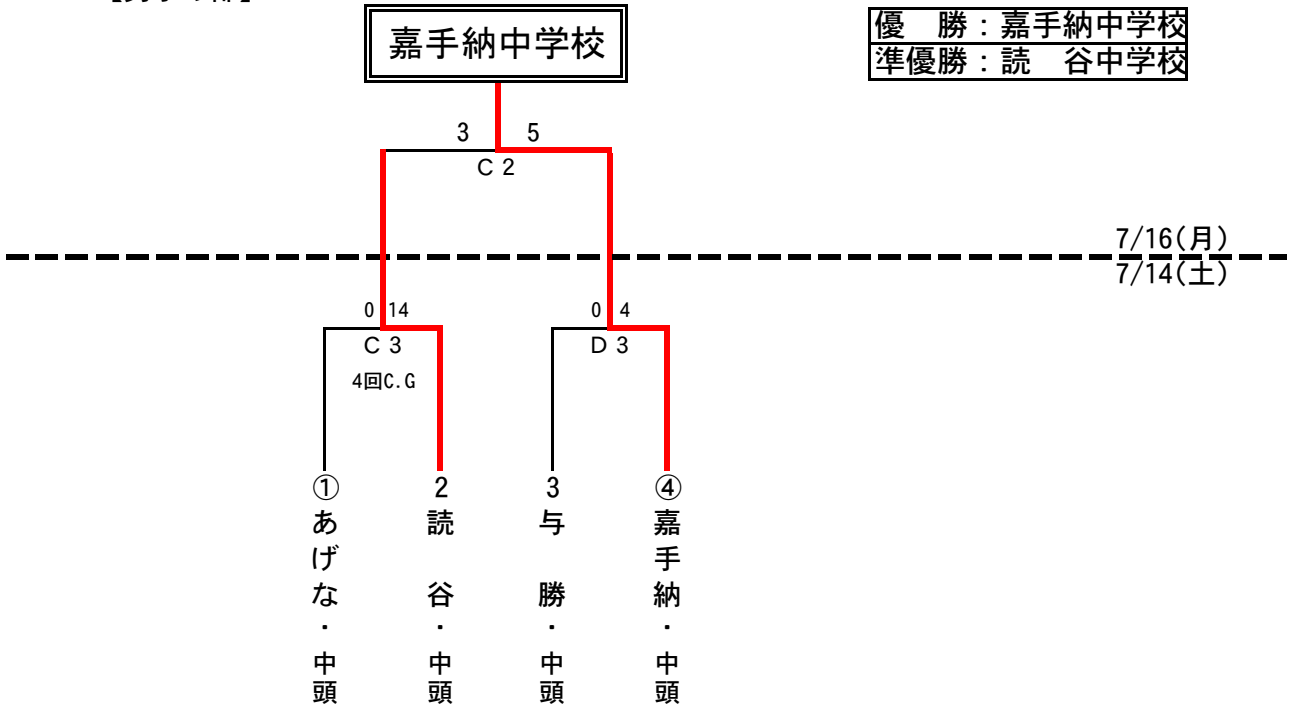 嘉手納中学校
優　勝：嘉手納中学校
準優勝：読　谷中学校
3 5
C 2
7/16(月)
7/14(土)
0 14
C 3
4回C.G
0 4
D 3
①あげな・中頭
2読　谷・中頭
3与　勝・中頭
④嘉手納・中頭